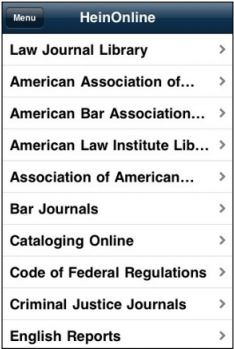 Menu
HeinOnline
Law Journal Library
American Association of...
American Bar Association...
American Law Institute Lib...
Association of American...
Bar Journals
Cataloging Online
Code of Federal Regulations
Criminal Justice Journals
English Reports